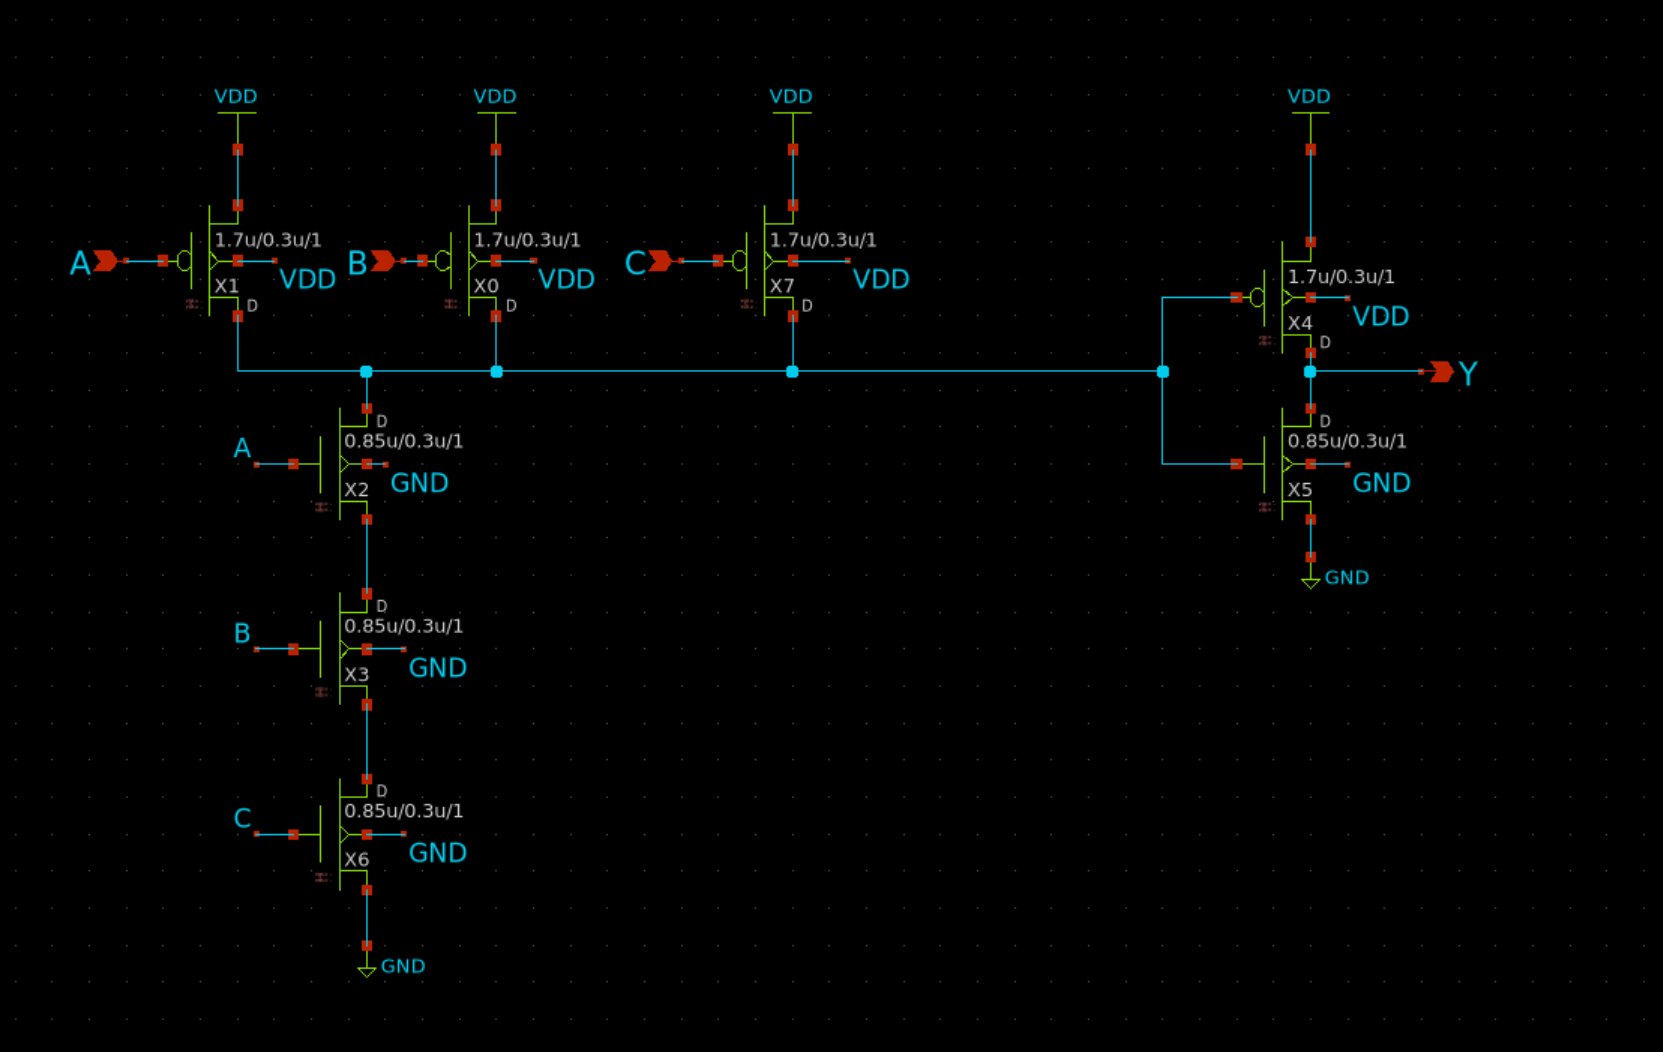 VDD
VDD
VDD
VDD
1.7u/0.3u/1
1.7u/0.3u/1
1.7u/0.3u/1
A
B
C
VDD
VDD
VDD
1.7u/0.3u/1
X1
X0
X7
D
D
D
VDD
X4
D
Y
D
D
A
0.85u/0.3u/1
0.85u/0.3u/1
GND
GND
X2
X5
GND
D
B
0.85u/0.3u/1
GND
X3
D
C
0.85u/0.3u/1
GND
X6
GND